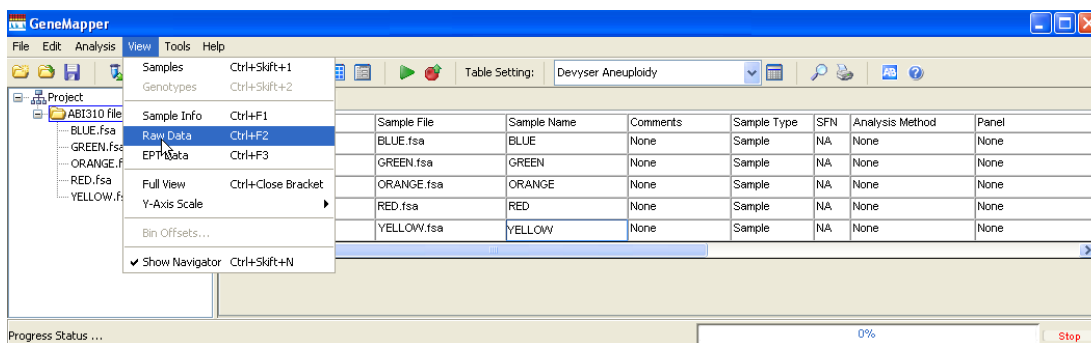 GeneMapper
File Edit Analysis View Tools Help
Table Setting: Devyser Aneuploidy AB
Samples Ctrl+Skift+1
Genotypes Ctrl+Skift+2
Sample Info Ctrl+F1
Raw Data Ctrl+F2
EPT Data Ctrl+F3
Full View Ctrl+Close Bracket
Y-Axis Scale
Bin Offsets...
Show Navigator Ctrl+Skift+N
Project
ABI310 file
BLUE.fsa
GREEN.fsa
ORANGE.f
RED.fsa
YELLOW.f
Sample File Sample Name Comments Sample Type SFN Analysis Method Panel
BLUE.fsa BLUE None Sample NA None None
GREEN.fsa GREEN None Sample NA None None
ORANGE.fsa ORANGE None Sample NA None None
RED.fsa RED None Sample NA None None
YELLOW.fsa YELLOW None Sample NA None None
Progress Status ... 0% Stop